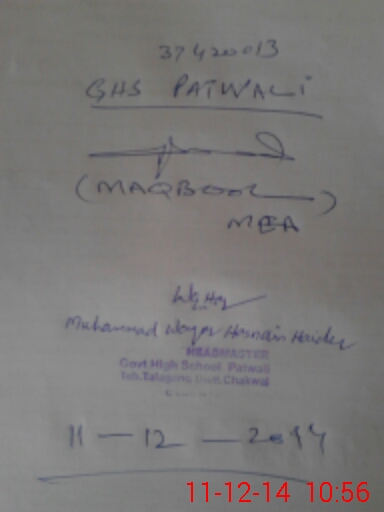 37420013
GHS PATWALI
(MAQBOOL)
MEA
Muhammad Waqar Hasnain Haider
HEADMASTER
Govt.High School Patwali
Teh.Talagang, Distt.Chakwal
11-12-2014
11-12-14 10:56